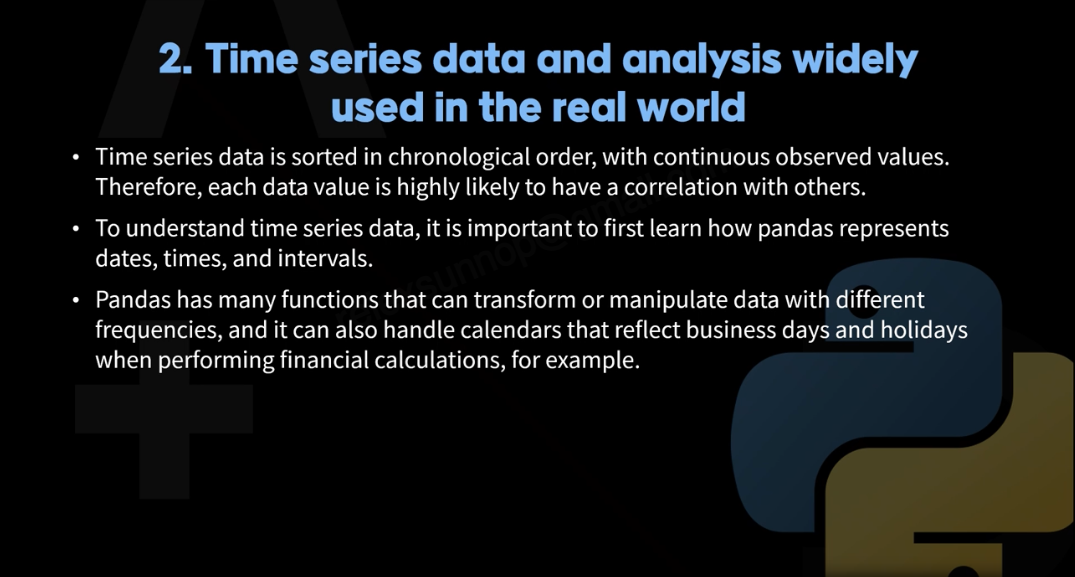 2. Time series data and analysis widely
used in the real world
• Time series data is sorted in chronological order, with continuous observed values.
Therefore, each data value is highly likely to have a correlation with others.
• To understand time series data, it is important to first learn how pandas represents
dates, times, and intervals.
• Pandas has many functions that can transform or manipulate data with different
frequencies, and it can also handle calendars that reflect business days and holidays
when performing financial calculations, for example.